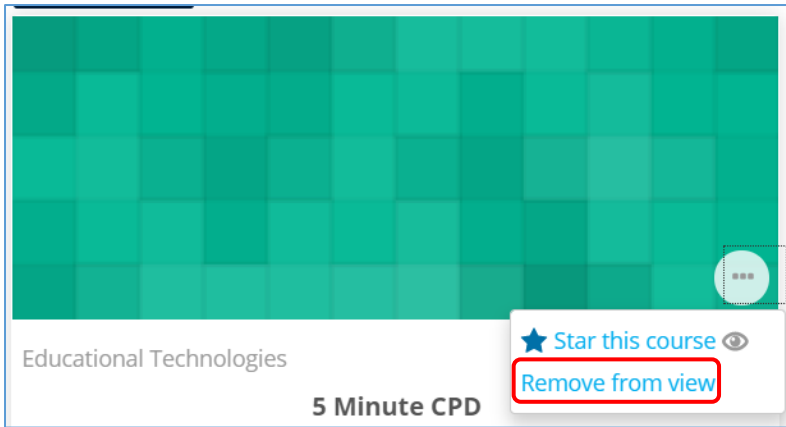 Star this course
Remove from view
Educational Technologies
5 Minute CPD